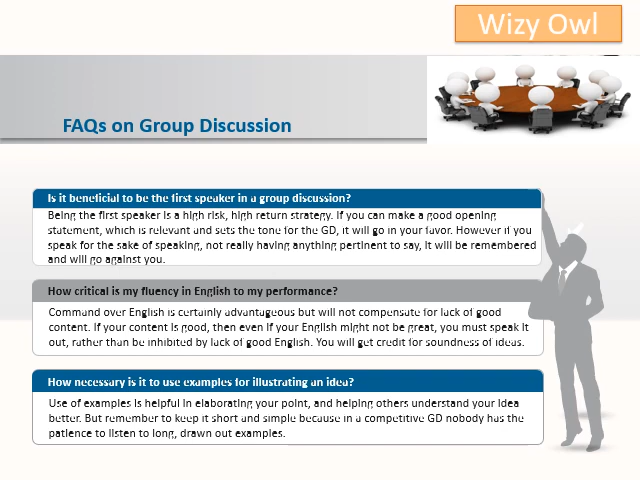 Wizy Owl
FAQs on Group Discussion
Is it beneficial to be the first speaker in a group discussion?
Being the first speaker is a high risk, high return strategy. If you can make a good opening
statement, which is relevant and sets the tone for the GD, it will go in your favor. However if you
speak for the sake of speaking, not really having anything pertinent to say, it will be remembered
and will go against you.
How critical is my fluency in English to my performance?
Command over English is certainly advantageous but will not compensate for lack of good
content. If your content is good, then even if your English might not be great, you must speak it
out, rather than be inhibited by lack of good English. You will get credit for soundness of ideas.
How necessary is it to use examples for illustrating an idea?
Use of examples is helpful in elaborating your point, and helping others understand your idea
better. But remember to keep it short and simple because in a competitive GD nobody has the
patience to listen to long, drawn out examples.